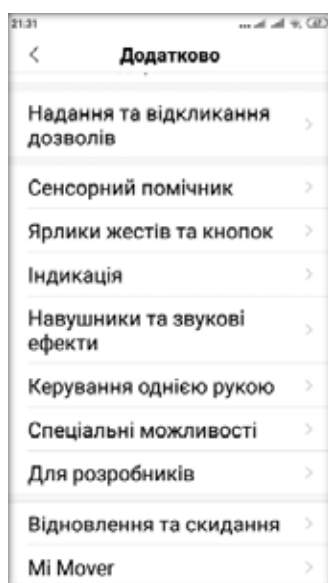 21:31
Додатково
Надання та відкликання
дозволів
Сенсорний помічник
Ярлики жестів та кнопок
Індикація
Навушники та звукові
ефекти
Керування однією рукою
Спеціальні можливості
Для розробників
Відновлення та скидання
Mi Mover